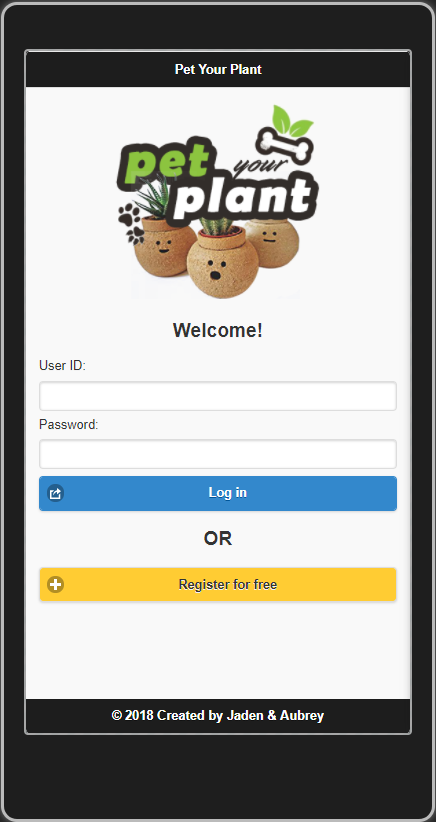 Pet Your Plant
pet
your
plant
Welcome!
User ID:
Password:
Log in
OR
Register for free
© 2018 Created by Jaden & Aubrey